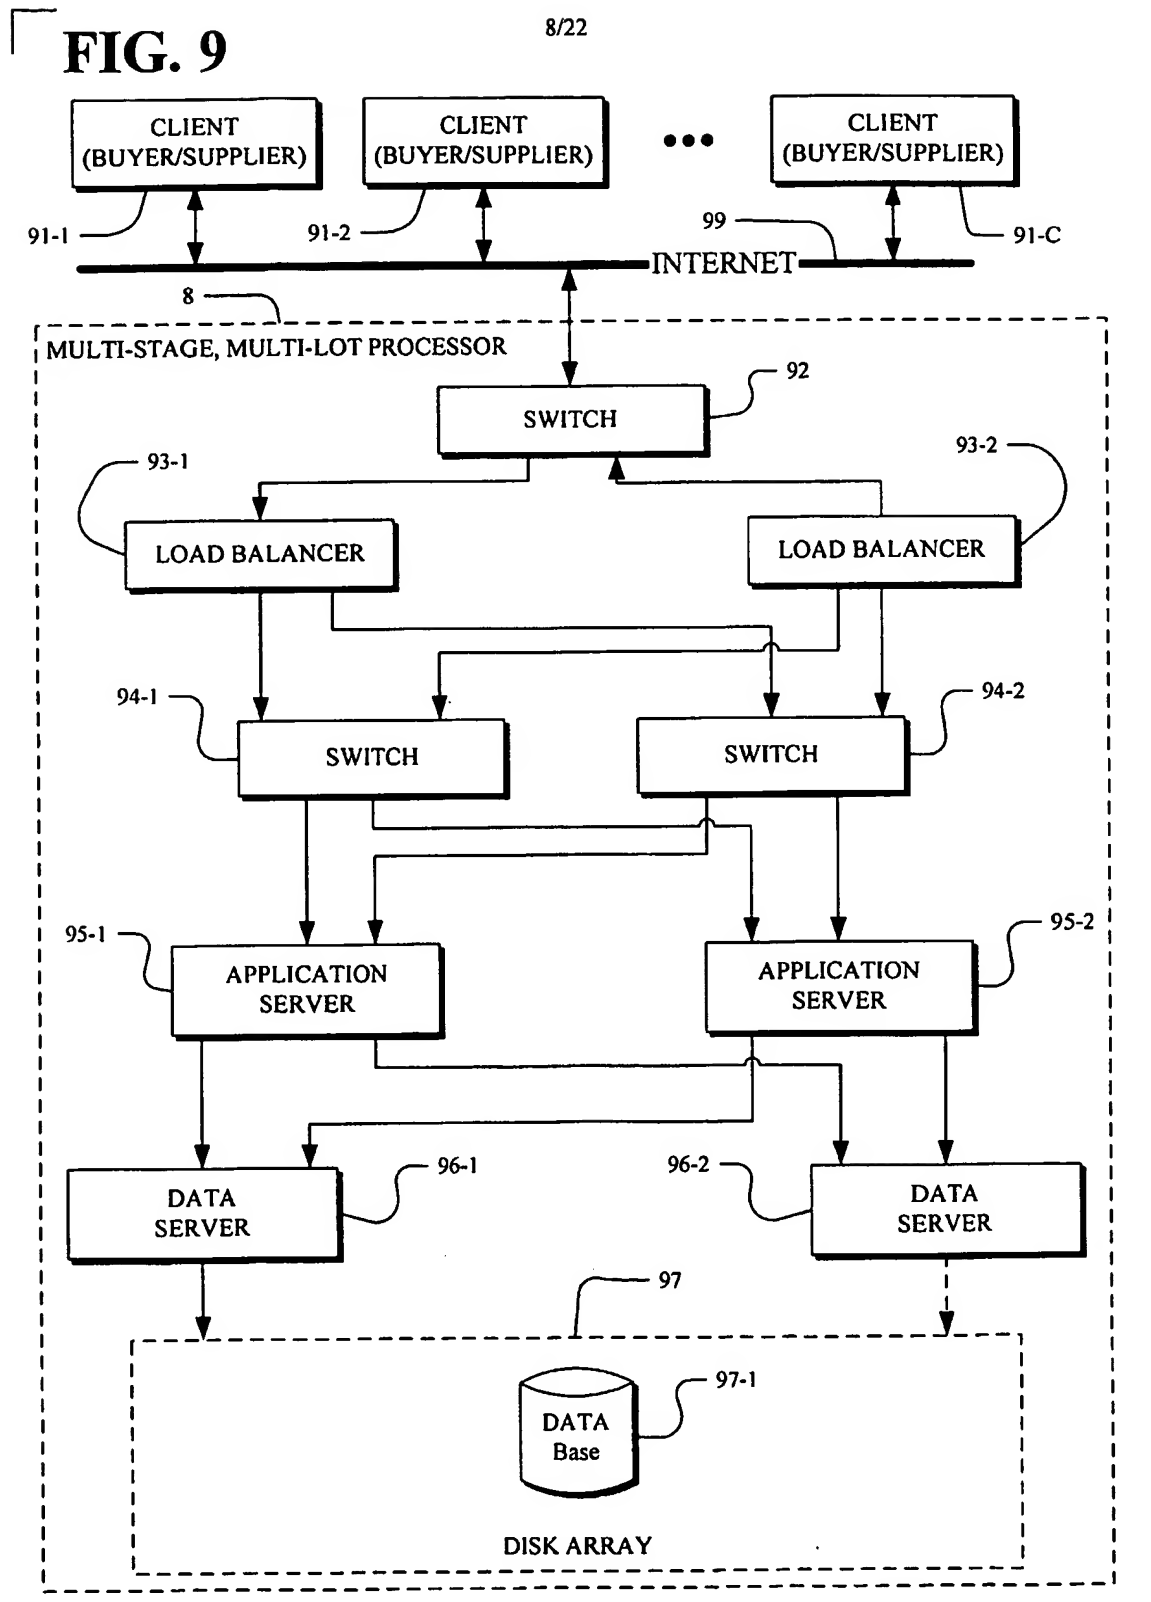 8/22
FIG. 9
CLIENT
(BUYER/SUPPLIER)
CLIENT
(BUYER/SUPPLIER)
CLIENT
(BUYER/SUPPLIER)
91-1
91-2
99
91-C
INTERNET
8
MULTI-STAGE, MULTI-LOT PROCESSOR
92
SWITCH
93-1
93-2
LOAD BALANCER
LOAD BALANCER
94-1
94-2
SWITCH
SWITCH
95-1
95-2
APPLICATION
SERVER
APPLICATION
SERVER
96-1
96-2
DATA
SERVER
DATA
SERVER
97
97-1
DATA
Base
DISK ARRAY